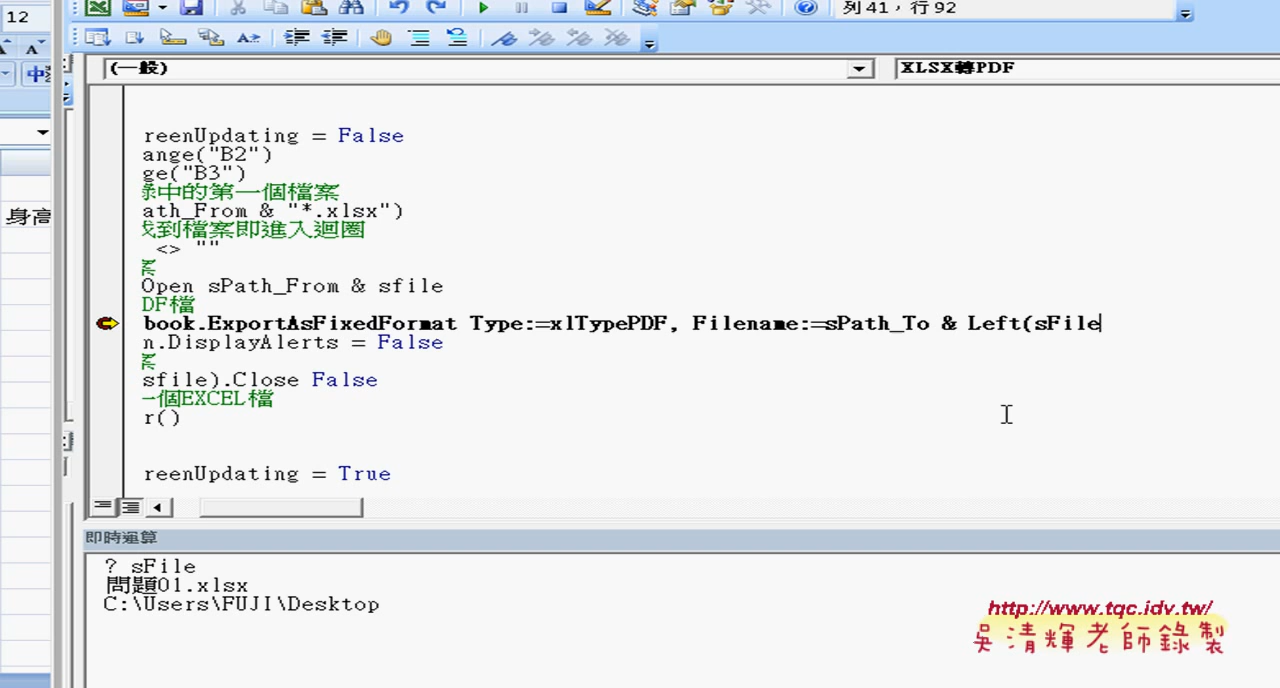 12
列 41，行 92
中
(一般)
XLSX轉PDF
reenUpdating = False
ange("B2")
ge("B3")
中的第一個檔案
ath_From & "*.xlsx")
到檔案即進入迴圈
<> ""
身高
Open sPath_From & sfile
DF檔
book.ExportAsFixedFormat Type:=xlTypePDF, Filename:=sPath_To & Left(sFile
n.DisplayAlerts = False
sfile).Close False
一個EXCEL檔
r()
reenUpdating = True
即時運算
? sFile
問題01.xlsx
C:\Users\FUJI\Desktop
http://www.tqc.idv.tw/
吳清輝老師錄製